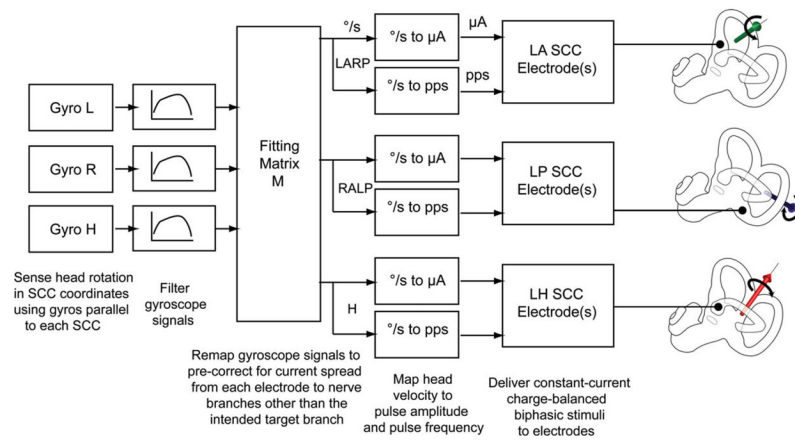 Gyro L
Gyro R
Gyro H
Sense head rotation
in SCC coordinates
using gyros parallel
to each SCC
Filter
gyroscope
signals
Fitting
Matrix
M
Remap gyroscope signals to
pre-correct for current spread
from each electrode to nerve
branches other than the
intended target branch
°/s
LARP
RALP
H
°/s to µA
°/s to pps
°/s to µA
°/s to pps
°/s to µA
°/s to pps
Map head
velocity to
pulse amplitude
and pulse frequency
µA
pps
LA SCC
Electrode(s)
LP SCC
Electrode(s)
LH SCC
Electrode(s)
Deliver constant-current
charge-balanced
biphasic stimuli
to electrodes